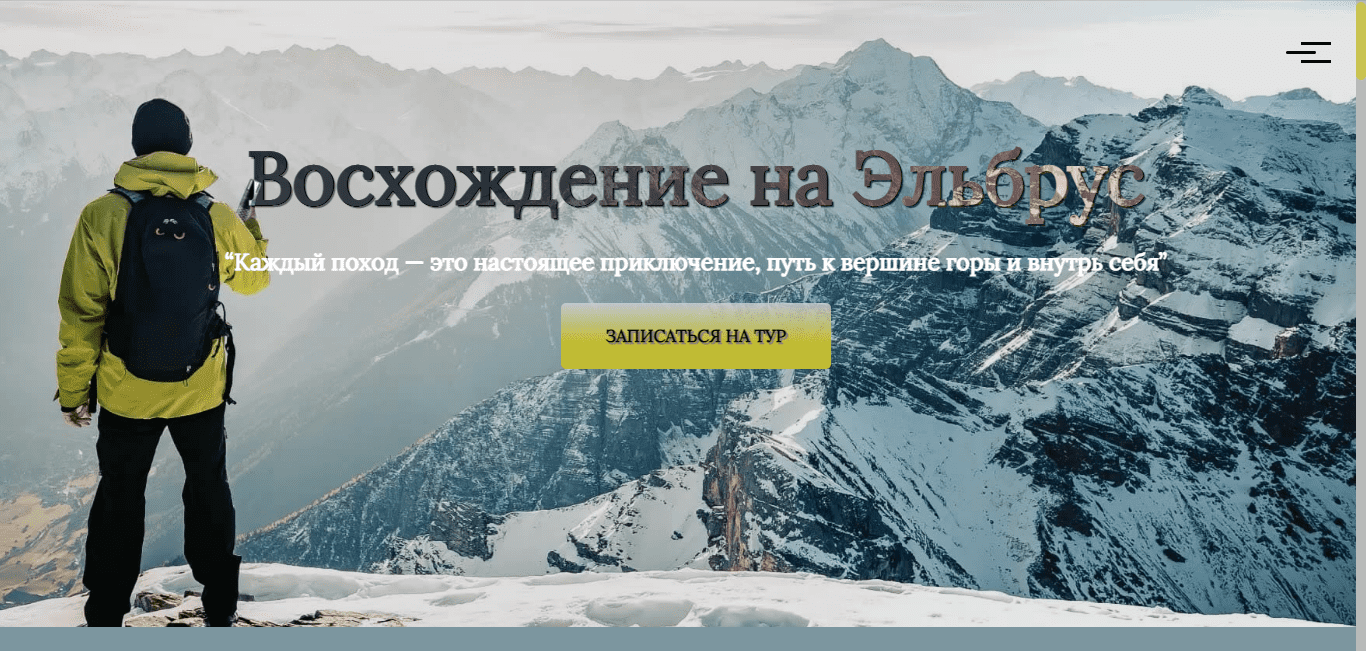 Восхождение на Эльбрус
“Каждый поход — это настоящее приключение, путь к вершине горы и внутрь себя”
ЗАПИСАТЬСЯ НА ТУР